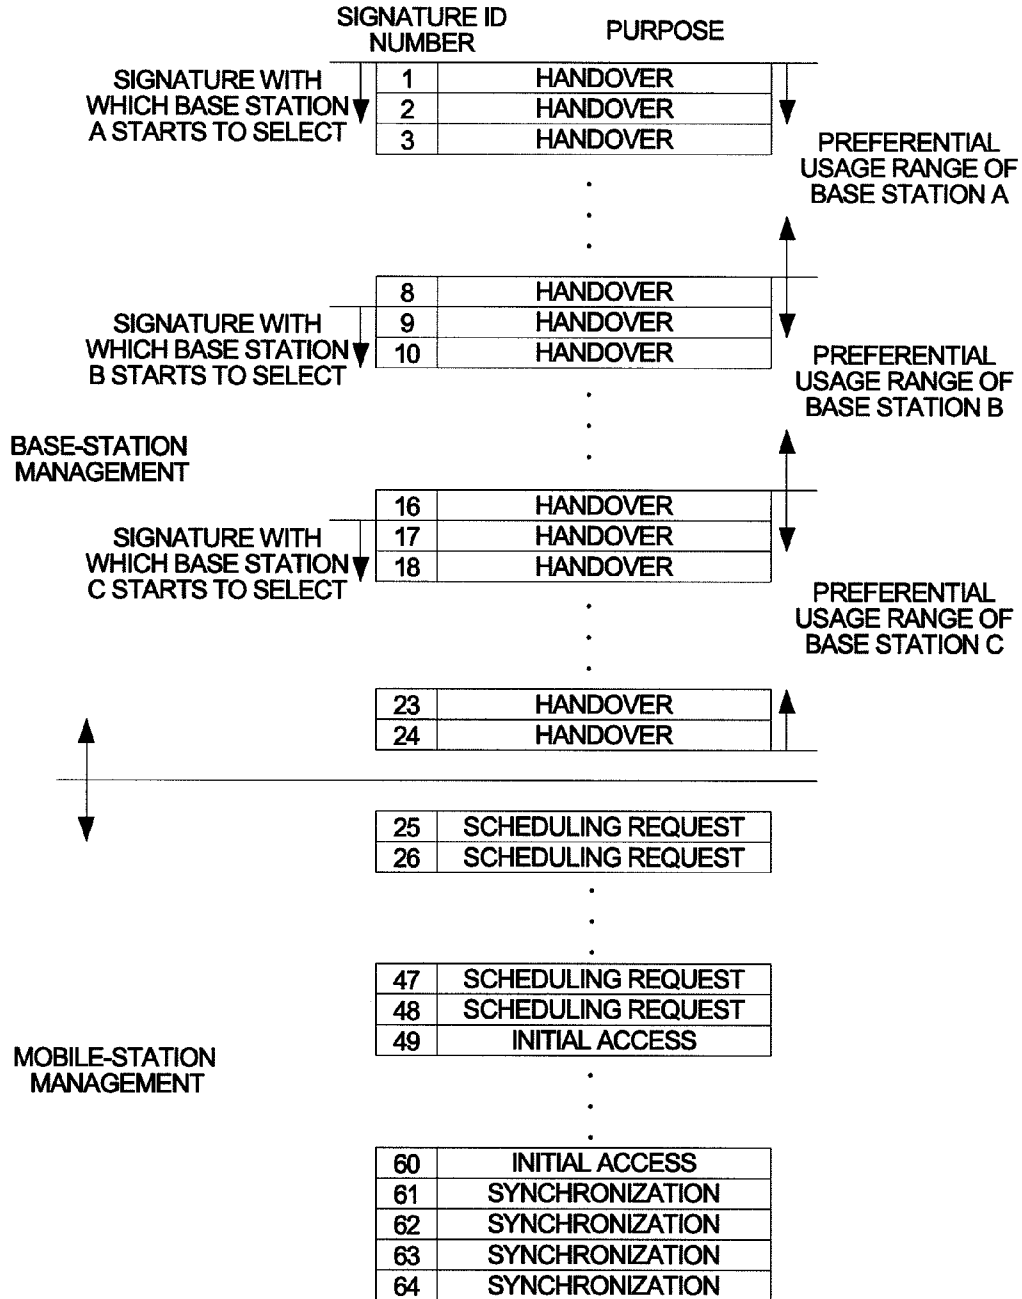 SIGNATURE ID
NUMBER
PURPOSE
SIGNATURE WITH
WHICH BASE STATION
A STARTS TO SELECT
1 HANDOVER
2 HANDOVER
3 HANDOVER
PREFERENTIAL
USAGE RANGE OF
BASE STATION A
8 HANDOVER
9 HANDOVER
10 HANDOVER
SIGNATURE WITH
WHICH BASE STATION
B STARTS TO SELECT
PREFERENTIAL
USAGE RANGE OF
BASE STATION B
BASE-STATION
MANAGEMENT
16 HANDOVER
17 HANDOVER
18 HANDOVER
SIGNATURE WITH
WHICH BASE STATION
C STARTS TO SELECT
PREFERENTIAL
USAGE RANGE OF
BASE STATION C
23 HANDOVER
24 HANDOVER
25 SCHEDULING REQUEST
26 SCHEDULING REQUEST
47 SCHEDULING REQUEST
48 SCHEDULING REQUEST
49 INITIAL ACCESS
MOBILE-STATION
MANAGEMENT
60 INITIAL ACCESS
61 SYNCHRONIZATION
62 SYNCHRONIZATION
63 SYNCHRONIZATION
64 SYNCHRONIZATION